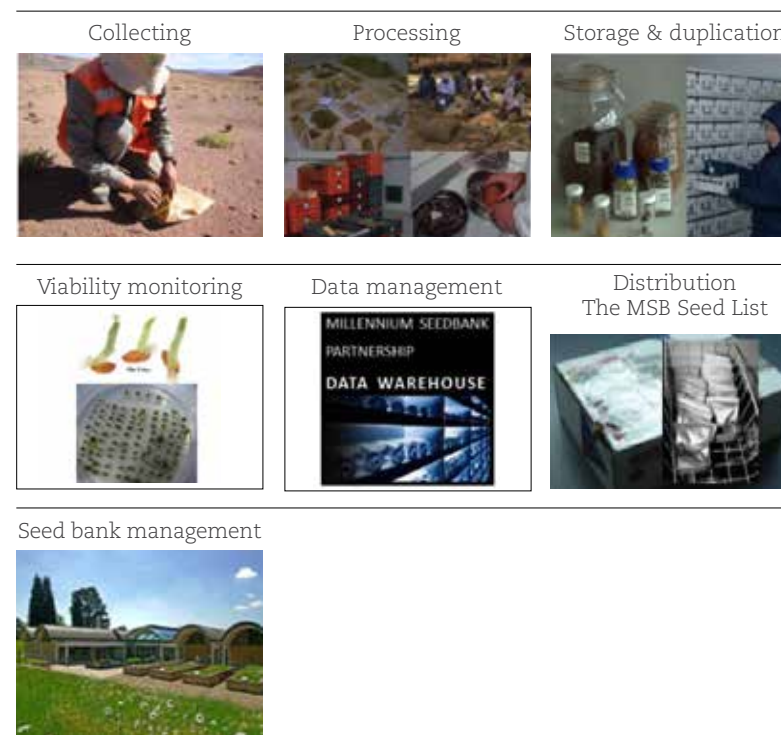 Collecting
Processing
Storage & duplication
Viability monitoring
Data management
Distribution
The MSB Seed List
MILLENNIUM SEEDBANK
PARTNERSHIP
DATA WAREHOUSE
Seed bank management